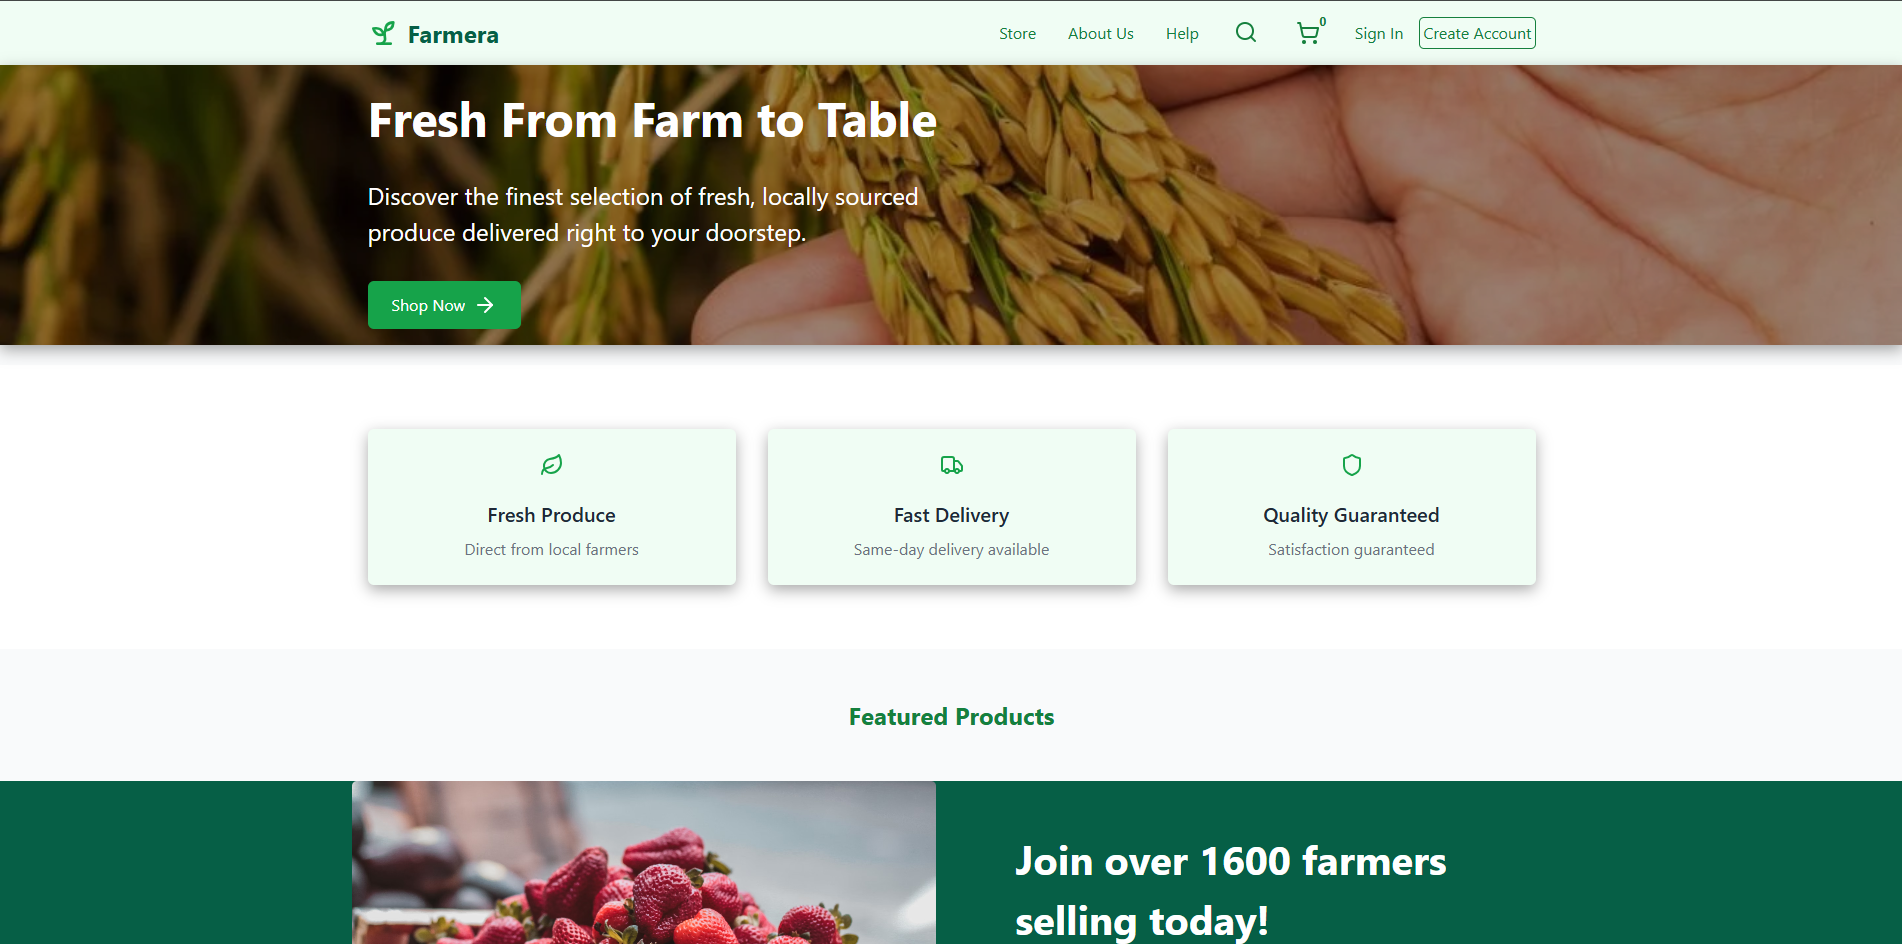 Farmera
Store
About Us
Help
0
Sign In
Create Account
Fresh From Farm to Table
Discover the finest selection of fresh, locally sourced
produce delivered right to your doorstep.
Shop Now
Fresh Produce
Direct from local farmers
Fast Delivery
Same-day delivery available
Quality Guaranteed
Satisfaction guaranteed
Featured Products
Join over 1600 farmers
selling today!